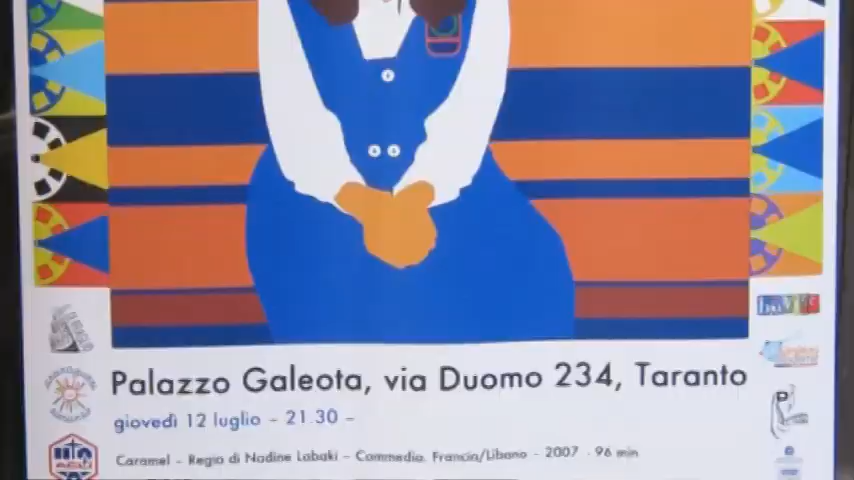 Palazzo Galeota, via Duomo 234, Taranto
giovedì 12 luglio - 21.30 -
Caramel - Regia di Nadine Labaki - Commedia. Francia/Libano - 2007 - 96 min